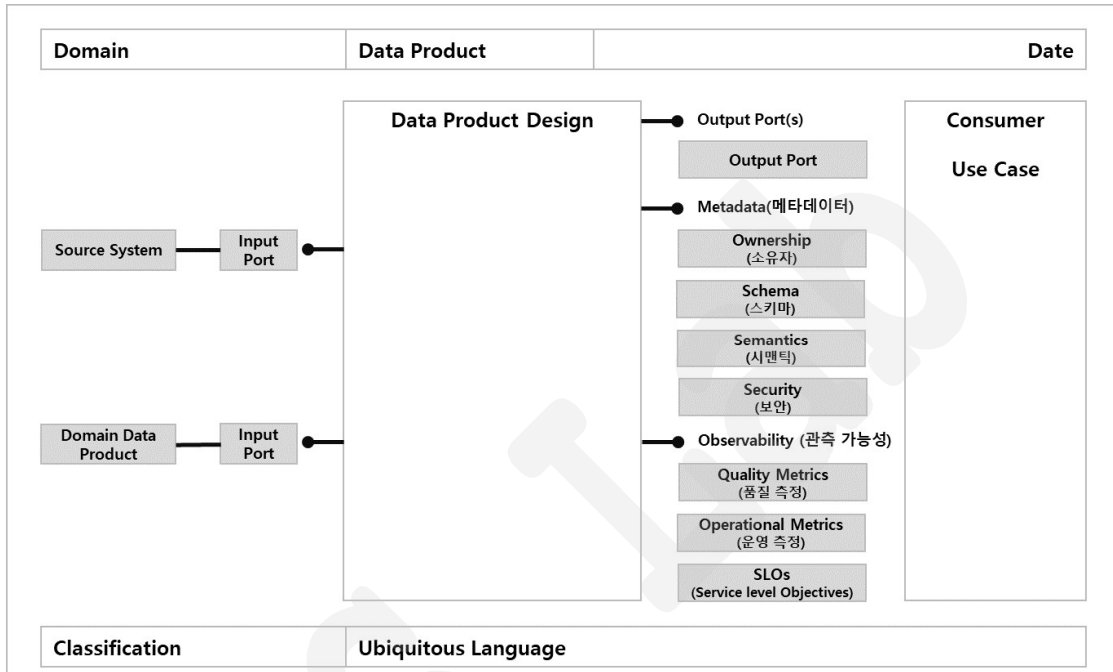 Domain
Data Product
Date
Data Product Design
Source System
Input
Port
Domain Data
Product
Input
Port
Output Port(s)
Output Port
Metadata(메타데이터)
Ownership
(소유자)
Schema
(스키마)
Semantics
(시맨틱)
Security
(보안)
Observability (관측 가능성)
Quality Metrics
(품질 측정)
Operational Metrics
(운영 측정)
SLOs
(Service level Objectives)
Consumer
Use Case
Classification
Ubiquitous Language
Lab